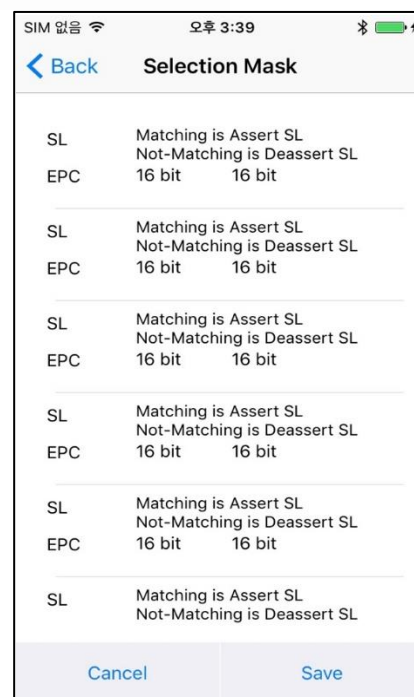 SIM 없음 오후 3:39
Back Selection Mask
SL Matching is Assert SL
Not-Matching is Deassert SL
EPC 16 bit 16 bit
SL Matching is Assert SL
Not-Matching is Deassert SL
EPC 16 bit 16 bit
SL Matching is Assert SL
Not-Matching is Deassert SL
EPC 16 bit 16 bit
SL Matching is Assert SL
Not-Matching is Deassert SL
EPC 16 bit 16 bit
SL Matching is Assert SL
Not-Matching is Deassert SL
EPC 16 bit 16 bit
SL Matching is Assert SL
Not-Matching is Deassert SL
Cancel Save